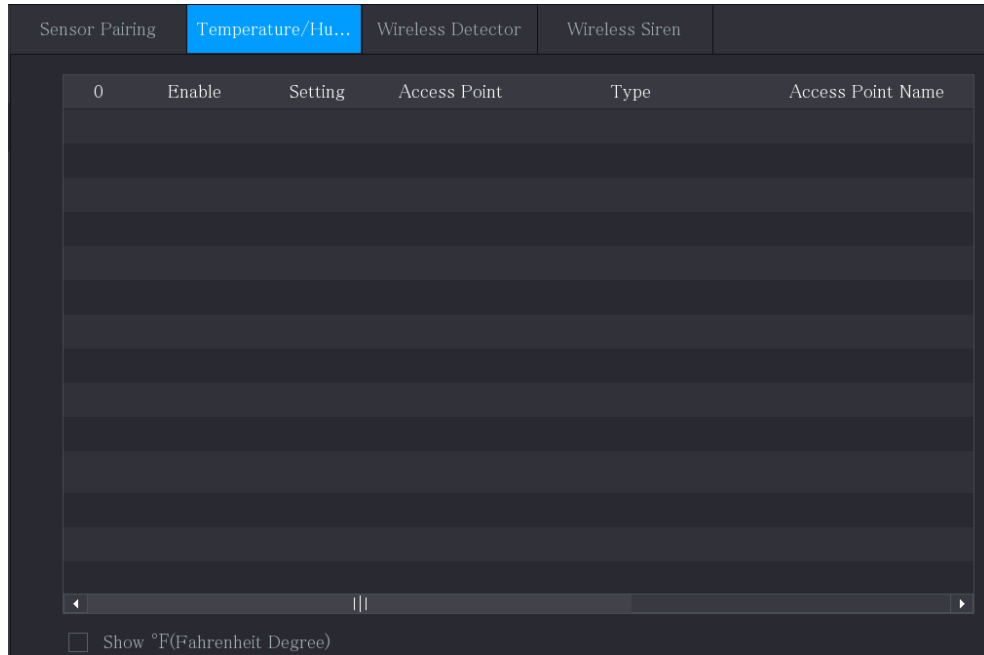 Sensor Pairing Temperature/Hu... Wireless Detector Wireless Siren
0 Enable Setting Access Point Type Access Point Name
Show °F(Fahrenheit Degree)